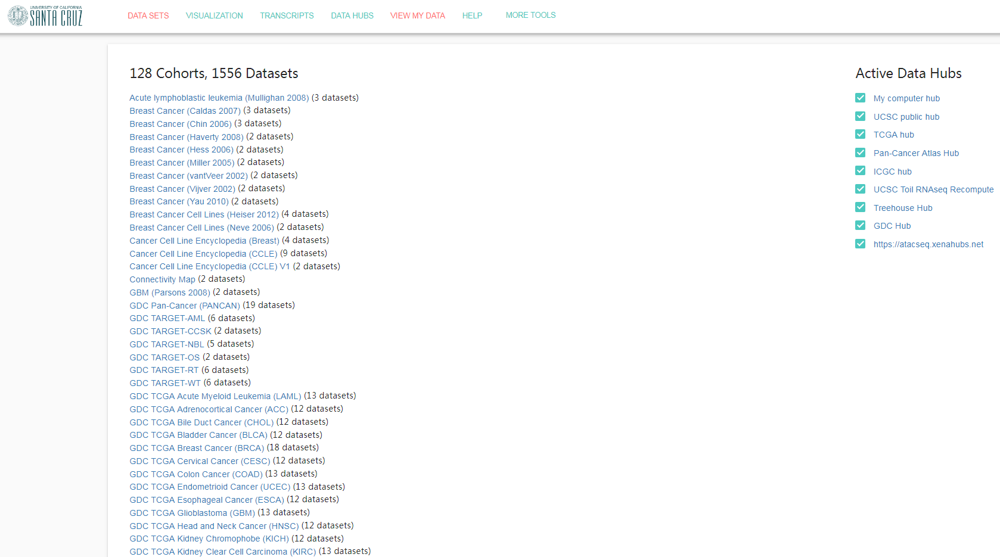 UNIVERSITY OF CALIFORNIA
SANTA CRUZ
DATA SETS VISUALIZATION TRANSCRIPTS DATA HUBS VIEW MY DATA HELP MORE TOOLS
128 Cohorts, 1556 Datasets
Acute lymphoblastic leukemia (Mullighan 2008) (3 datasets)
Breast Cancer (Caldas 2007) (3 datasets)
Breast Cancer (Chin 2006) (3 datasets)
Breast Cancer (Haverty 2008) (2 datasets)
Breast Cancer (Hess 2006) (2 datasets)
Breast Cancer (Miller 2005) (2 datasets)
Breast Cancer (vantVeer 2002) (2 datasets)
Breast Cancer (Vijver 2002) (2 datasets)
Breast Cancer (Yau 2010) (2 datasets)
Breast Cancer Cell Lines (Heiser 2012) (4 datasets)
Breast Cancer Cell Lines (Neve 2006) (2 datasets)
Cancer Cell Line Encyclopedia (Breast) (4 datasets)
Cancer Cell Line Encyclopedia (CCLE) (9 datasets)
Cancer Cell Line Encyclopedia (CCLE) V1 (2 datasets)
Connectivity Map (2 datasets)
GBM (Parsons 2008) (2 datasets)
GDC Pan-Cancer (PANCAN) (19 datasets)
GDC TARGET-AML (6 datasets)
GDC TARGET-CCSK (2 datasets)
GDC TARGET-NBL (5 datasets)
GDC TARGET-OS (2 datasets)
GDC TARGET-RT (6 datasets)
GDC TARGET-WT (6 datasets)
GDC TCGA Acute Myeloid Leukemia (LAML) (13 datasets)
GDC TCGA Adrenocortical Cancer (ACC) (12 datasets)
GDC TCGA Bile Duct Cancer (CHOL) (12 datasets)
GDC TCGA Bladder Cancer (BLCA) (12 datasets)
GDC TCGA Breast Cancer (BRCA) (18 datasets)
GDC TCGA Cervical Cancer (CESC) (12 datasets)
GDC TCGA Colon Cancer (COAD) (13 datasets)
GDC TCGA Endometrioid Cancer (UCEC) (13 datasets)
GDC TCGA Esophageal Cancer (ESCA) (12 datasets)
GDC TCGA Glioblastoma (GBM) (13 datasets)
GDC TCGA Head and Neck Cancer (HNSC) (12 datasets)
GDC TCGA Kidney Chromophobe (KICH) (12 datasets)
GDC TCGA Kidney Clear Cell Carcinoma (KIRC) (13 datasets)
Active Data Hubs
My computer hub
UCSC public hub
TCGA hub
Pan-Cancer Atlas Hub
ICGC hub
UCSC Toil RNAseq Recompute
Treehouse Hub
GDC Hub
https://atacseq.xenahubs.net